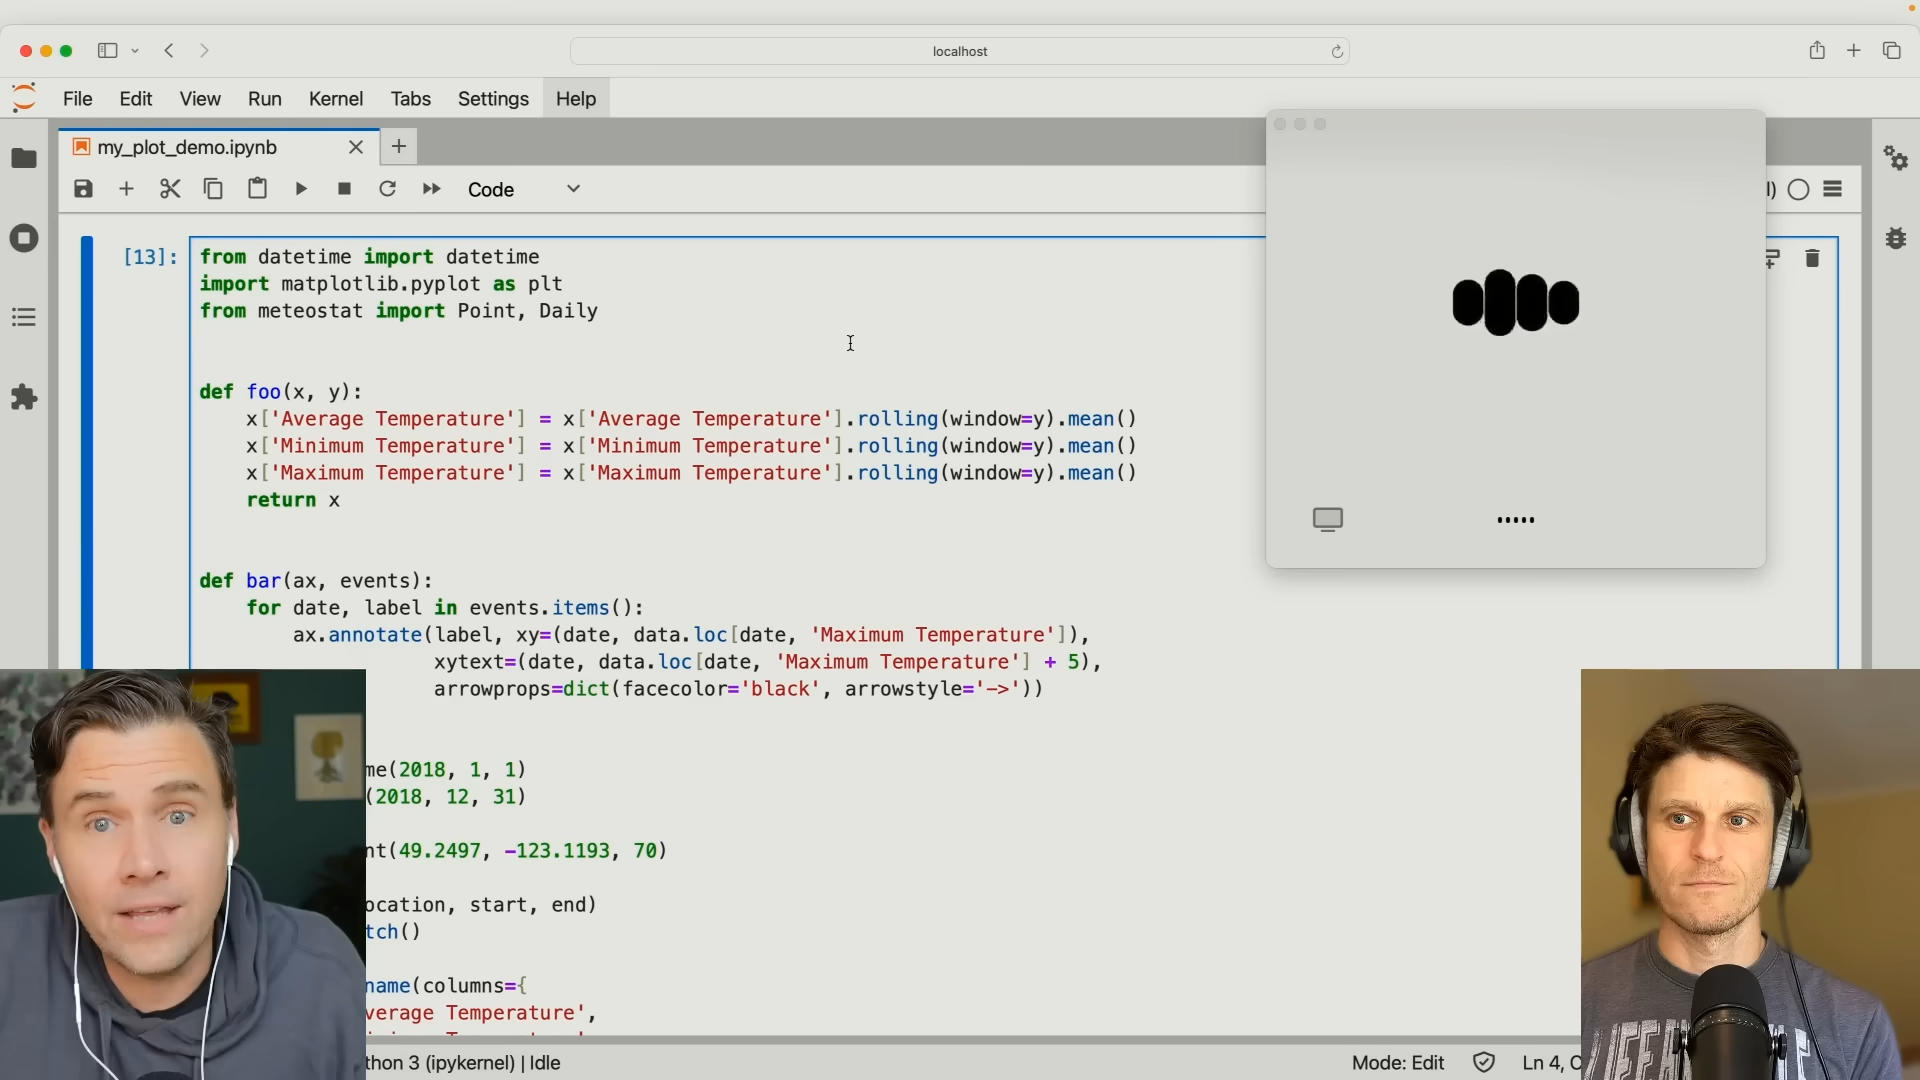 localhost
File Edit View Run Kernel Tabs Settings Help
my_plot_demo.ipynb
Code
l)
[13]:
from datetime import datetime
import matplotlib.pyplot as plt
from meteostat import Point, Daily
def foo(x, y):
x['Average Temperature'] = x['Average Temperature'].rolling(window=y).mean()
x['Minimum Temperature'] = x['Minimum Temperature'].rolling(window=y).mean()
x['Maximum Temperature'] = x['Maximum Temperature'].rolling(window=y).mean()
return x
def bar(ax, events):
for date, label in events.items():
ax.annotate(label, xy=(date, data.loc[date, 'Maximum Temperature']),
xytext=(date, data.loc[date, 'Maximum Temperature'] + 5),
arrowprops=dict(facecolor='black', arrowstyle='->'))
me(2018, 1, 1)
(2018, 12, 31)
nt(49.2497, -123.1193, 70)
ocation, start, end)
tch()
name(columns={
verage Temperature',
thon 3 (ipykernel) | Idle
Mode: Edit
Ln 4, C